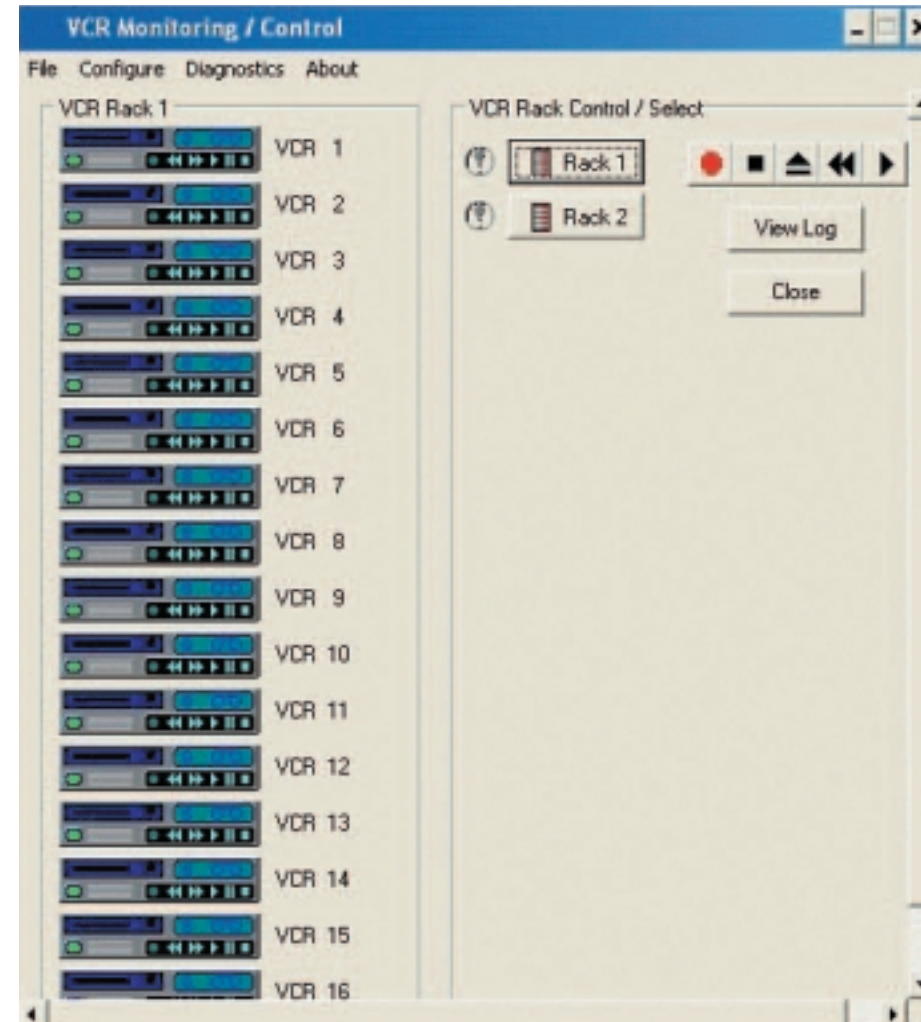 VCR Monitoring / Control
File Configure Diagnostics About
VCR Rack 1
VCR 1
VCR 2
VCR 3
VCR 4
VCR 5
VCR 6
VCR 7
VCR 8
VCR 9
VCR 10
VCR 11
VCR 12
VCR 13
VCR 14
VCR 15
VCR 16
VCR Rack Control / Select
Rack 1
Rack 2
View Log
Close